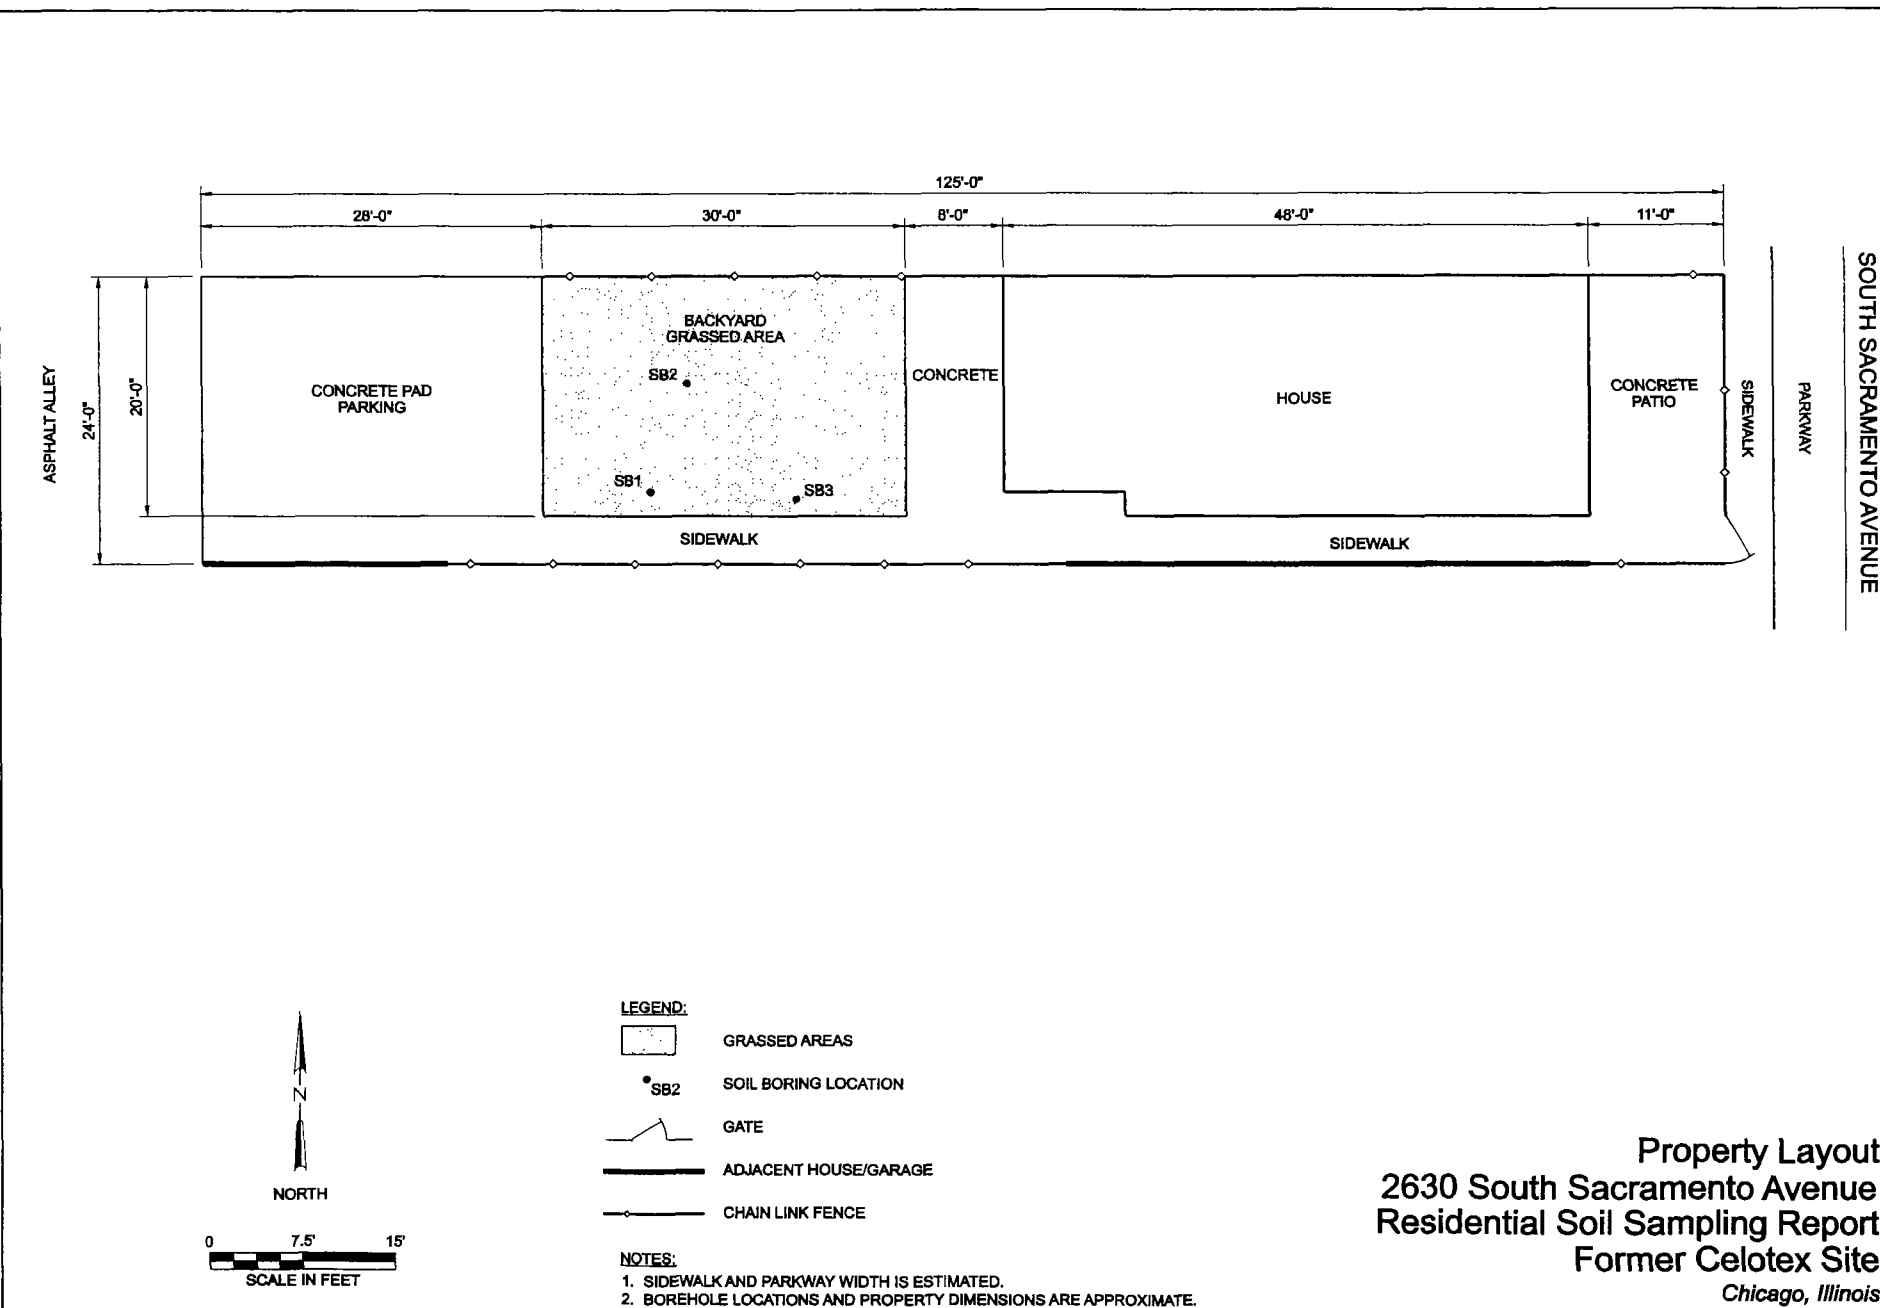 125'-0"
28'-0"
30'-0"
8'-0"
48'-0"
11'-0"
ASPHALT ALLEY
24'-0"
20'-0"
CONCRETE PAD
PARKING
BACKYARD
GRASSED AREA
SB2
SB1
SB3
CONCRETE
HOUSE
CONCRETE
PATIO
SIDEWALK
PARKWAY
SOUTH SACRAMENTO AVENUE
SIDEWALK
SIDEWALK
N
NORTH
0 7.5' 15'
SCALE IN FEET
LEGEND:
GRASSED AREAS
SB2 SOIL BORING LOCATION
GATE
ADJACENT HOUSE/GARAGE
CHAIN LINK FENCE
NOTES:
1. SIDEWALK AND PARKWAY WIDTH IS ESTIMATED.
2. BOREHOLE LOCATIONS AND PROPERTY DIMENSIONS ARE APPROXIMATE.
Property Layout
2630 South Sacramento Avenue
Residential Soil Sampling Report
Former Celotex Site
Chicago, Illinois